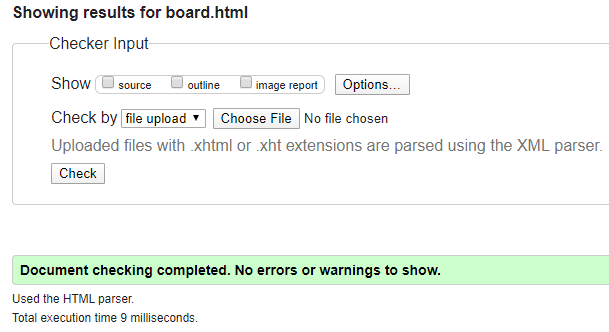 Showing results for board.html
Checker Input
Show source outline image report Options...
Check by file upload Choose File No file chosen
Uploaded files with .xhtml or .xht extensions are parsed using the XML parser.
Check
Document checking completed. No errors or warnings to show.
Used the HTML parser.
Total execution time 9 milliseconds.